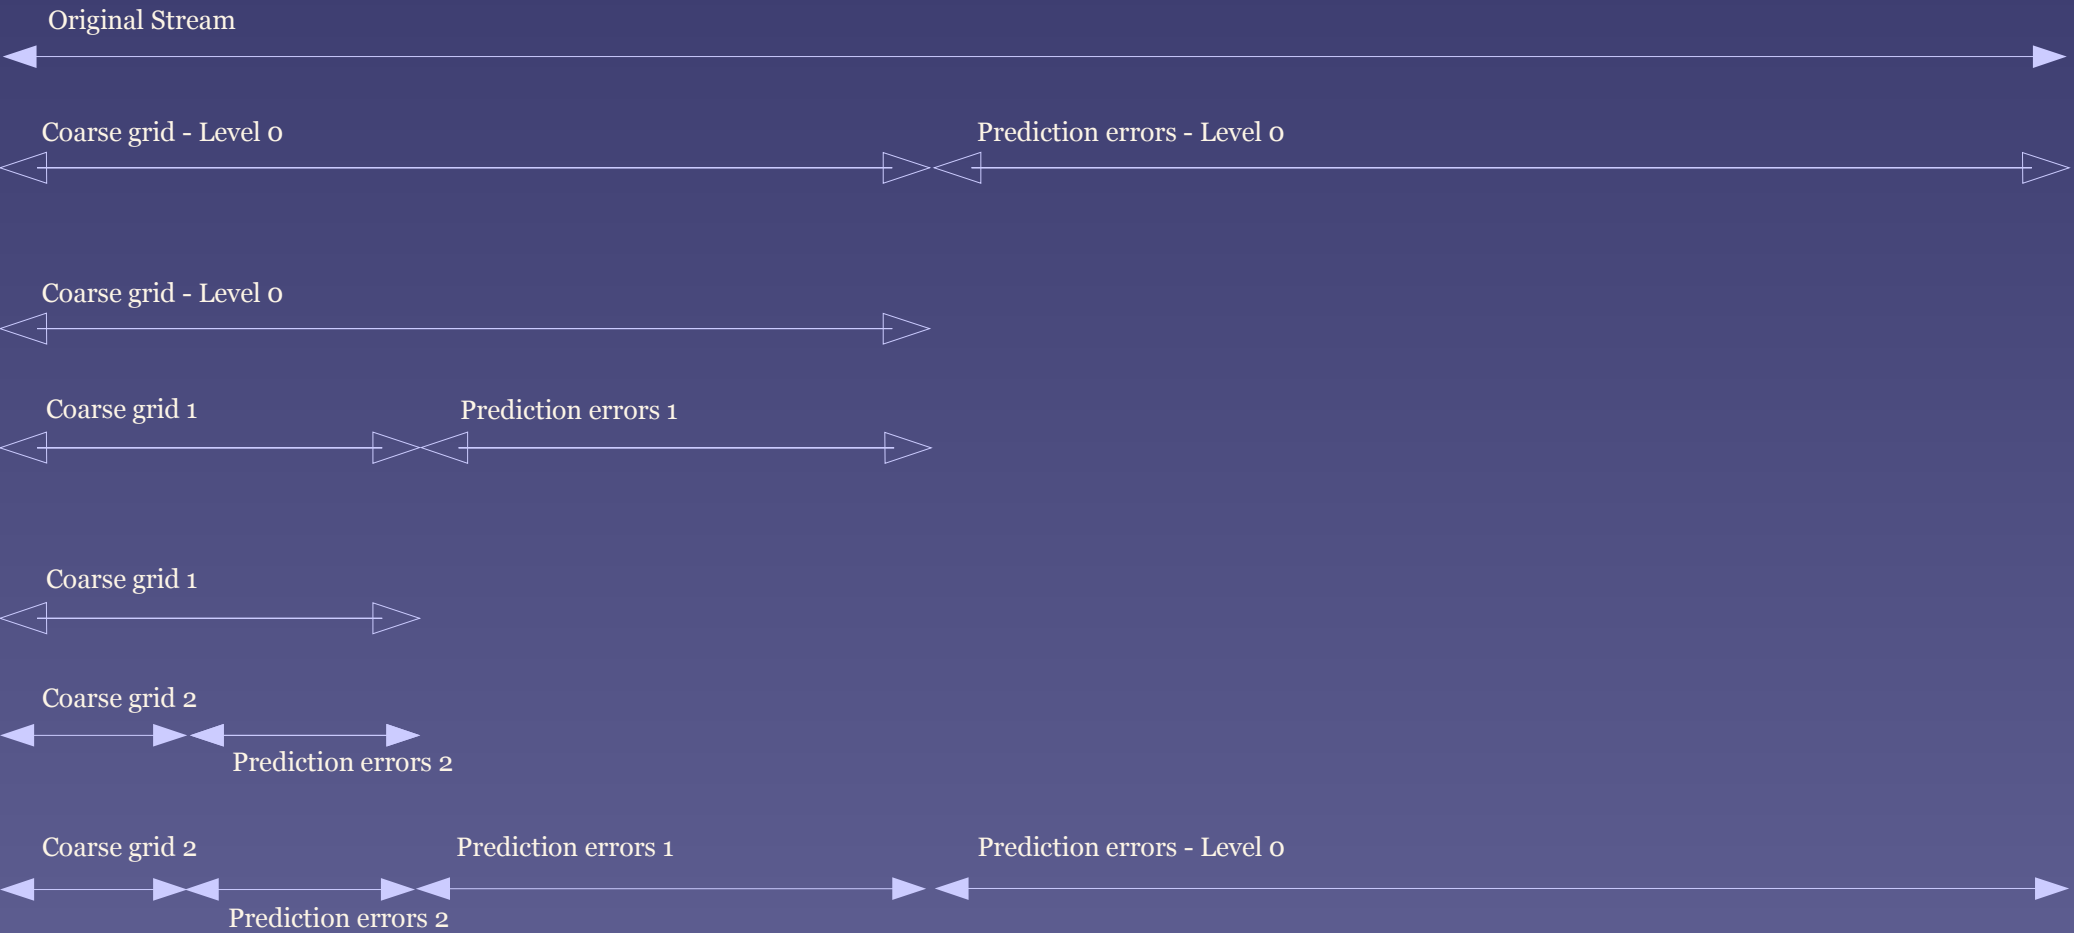 Original Stream
Coarse grid - Level 0
Prediction errors - Level 0
Coarse grid - Level 0
Coarse grid 1
Prediction errors 1
Coarse grid 1
Coarse grid 2
Prediction errors 2
Coarse grid 2
Prediction errors 1
Prediction errors - Level 0
Prediction errors 2